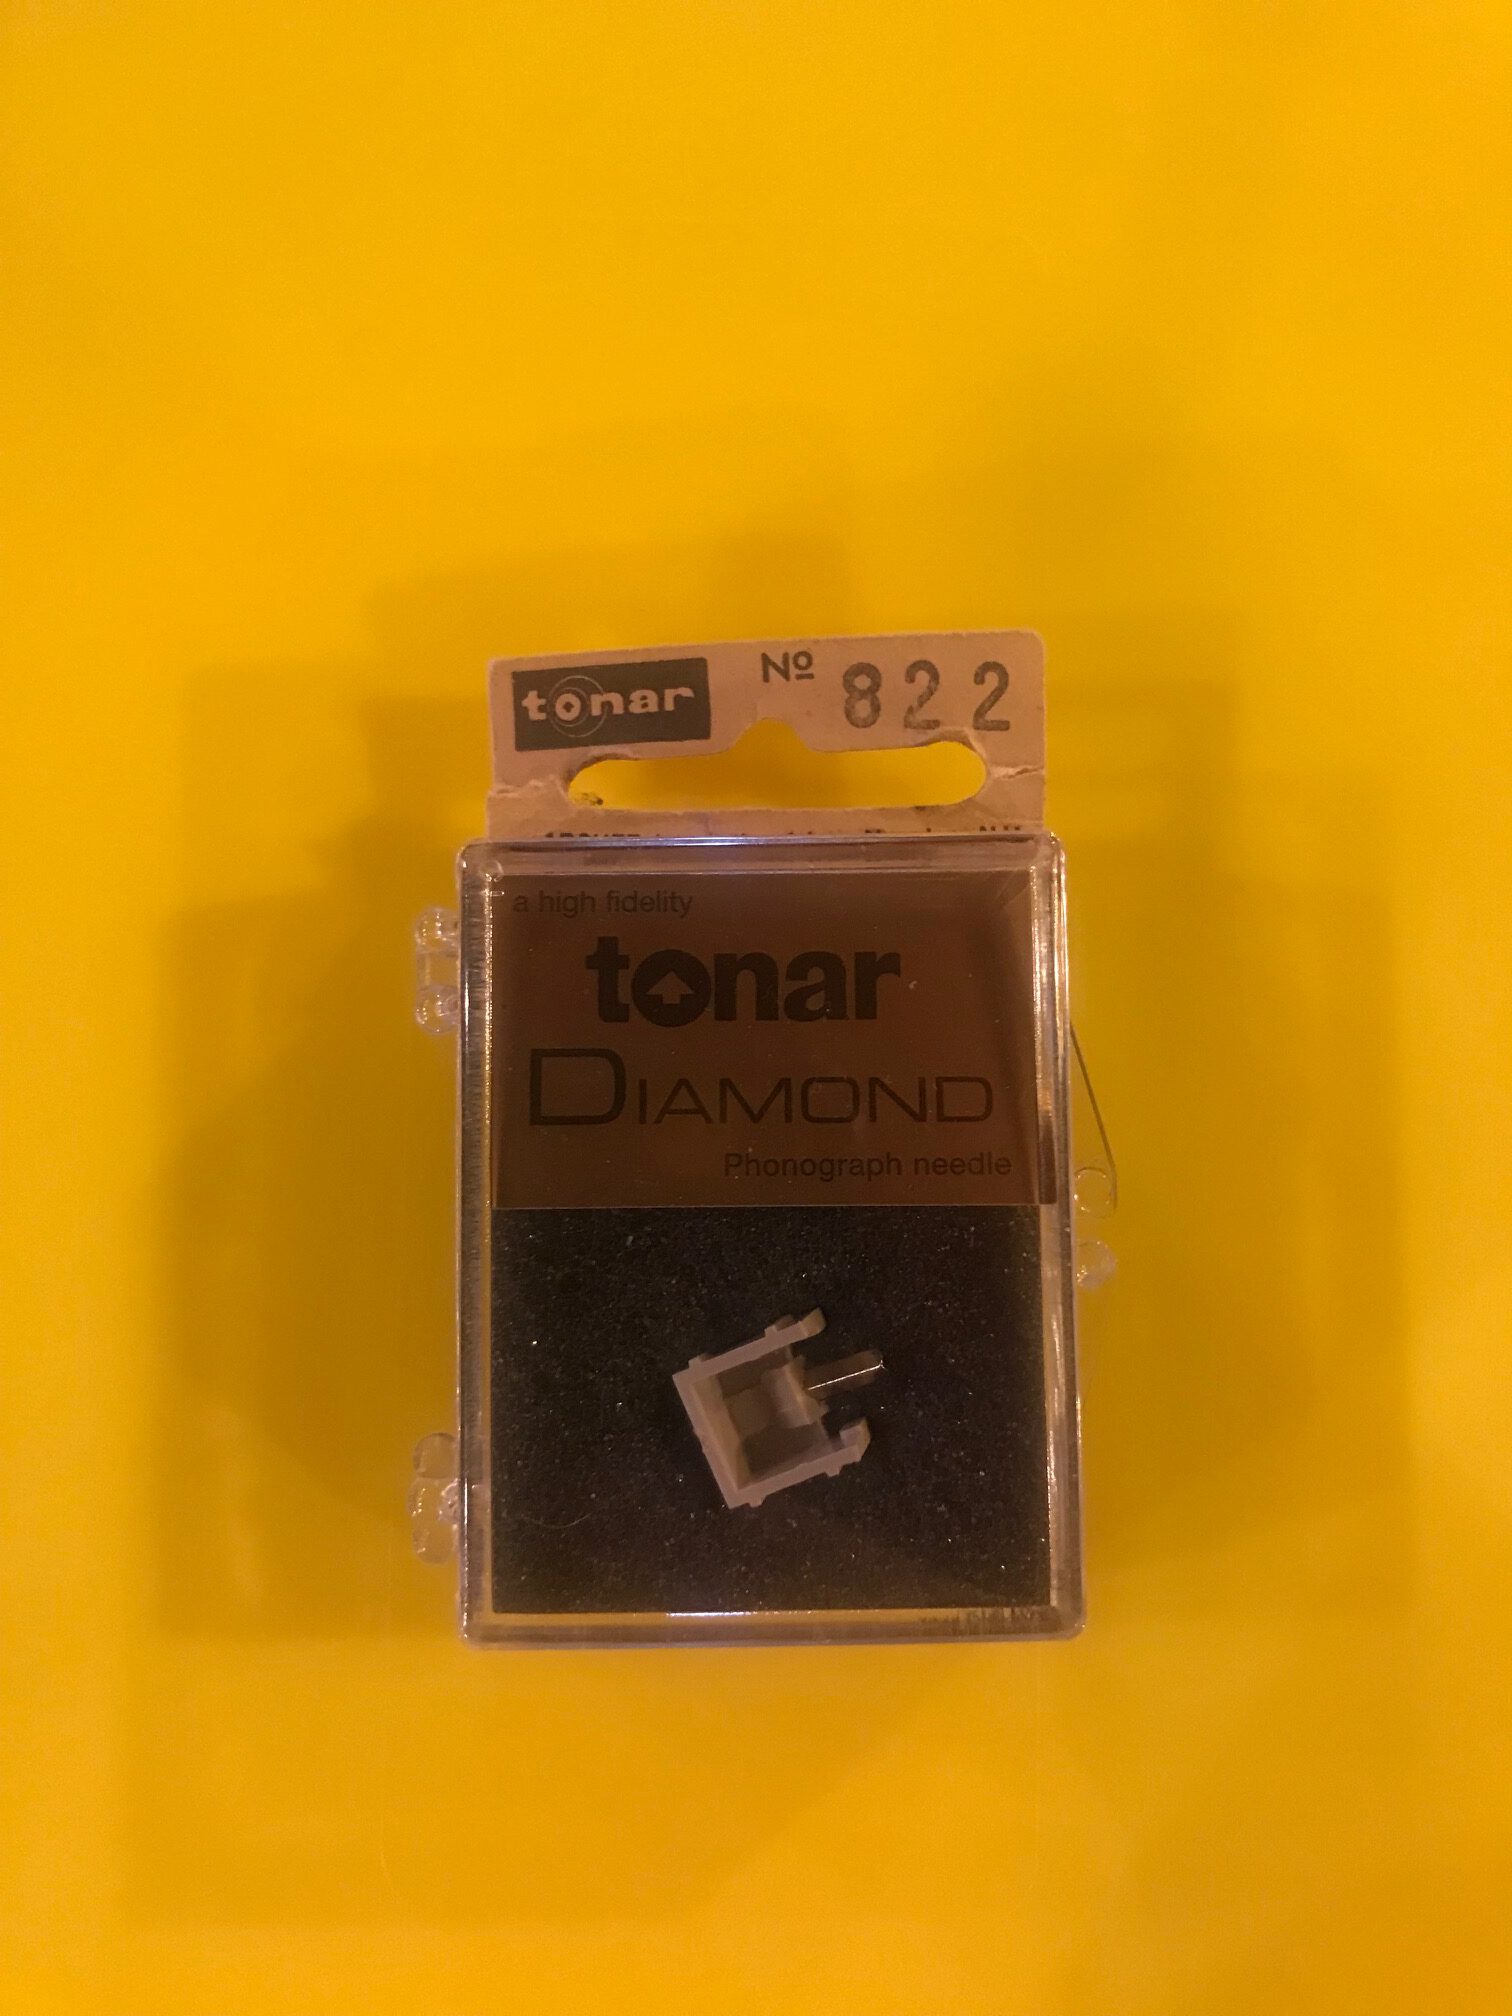 tonar Nº 822
a high fidelity
tonar
DIAMOND
Phonograph needle